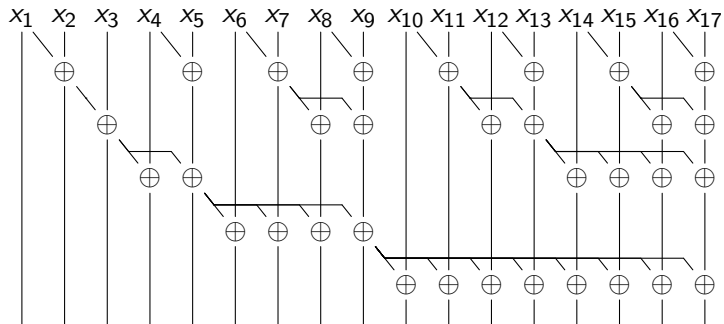 x₁ x₂ x₃ x₄ x₅ x₆ x₇ x₈ x₉ x₁₀ x₁₁ x₁₂ x₁₃ x₁₄ x₁₅ x₁₆ x₁₇